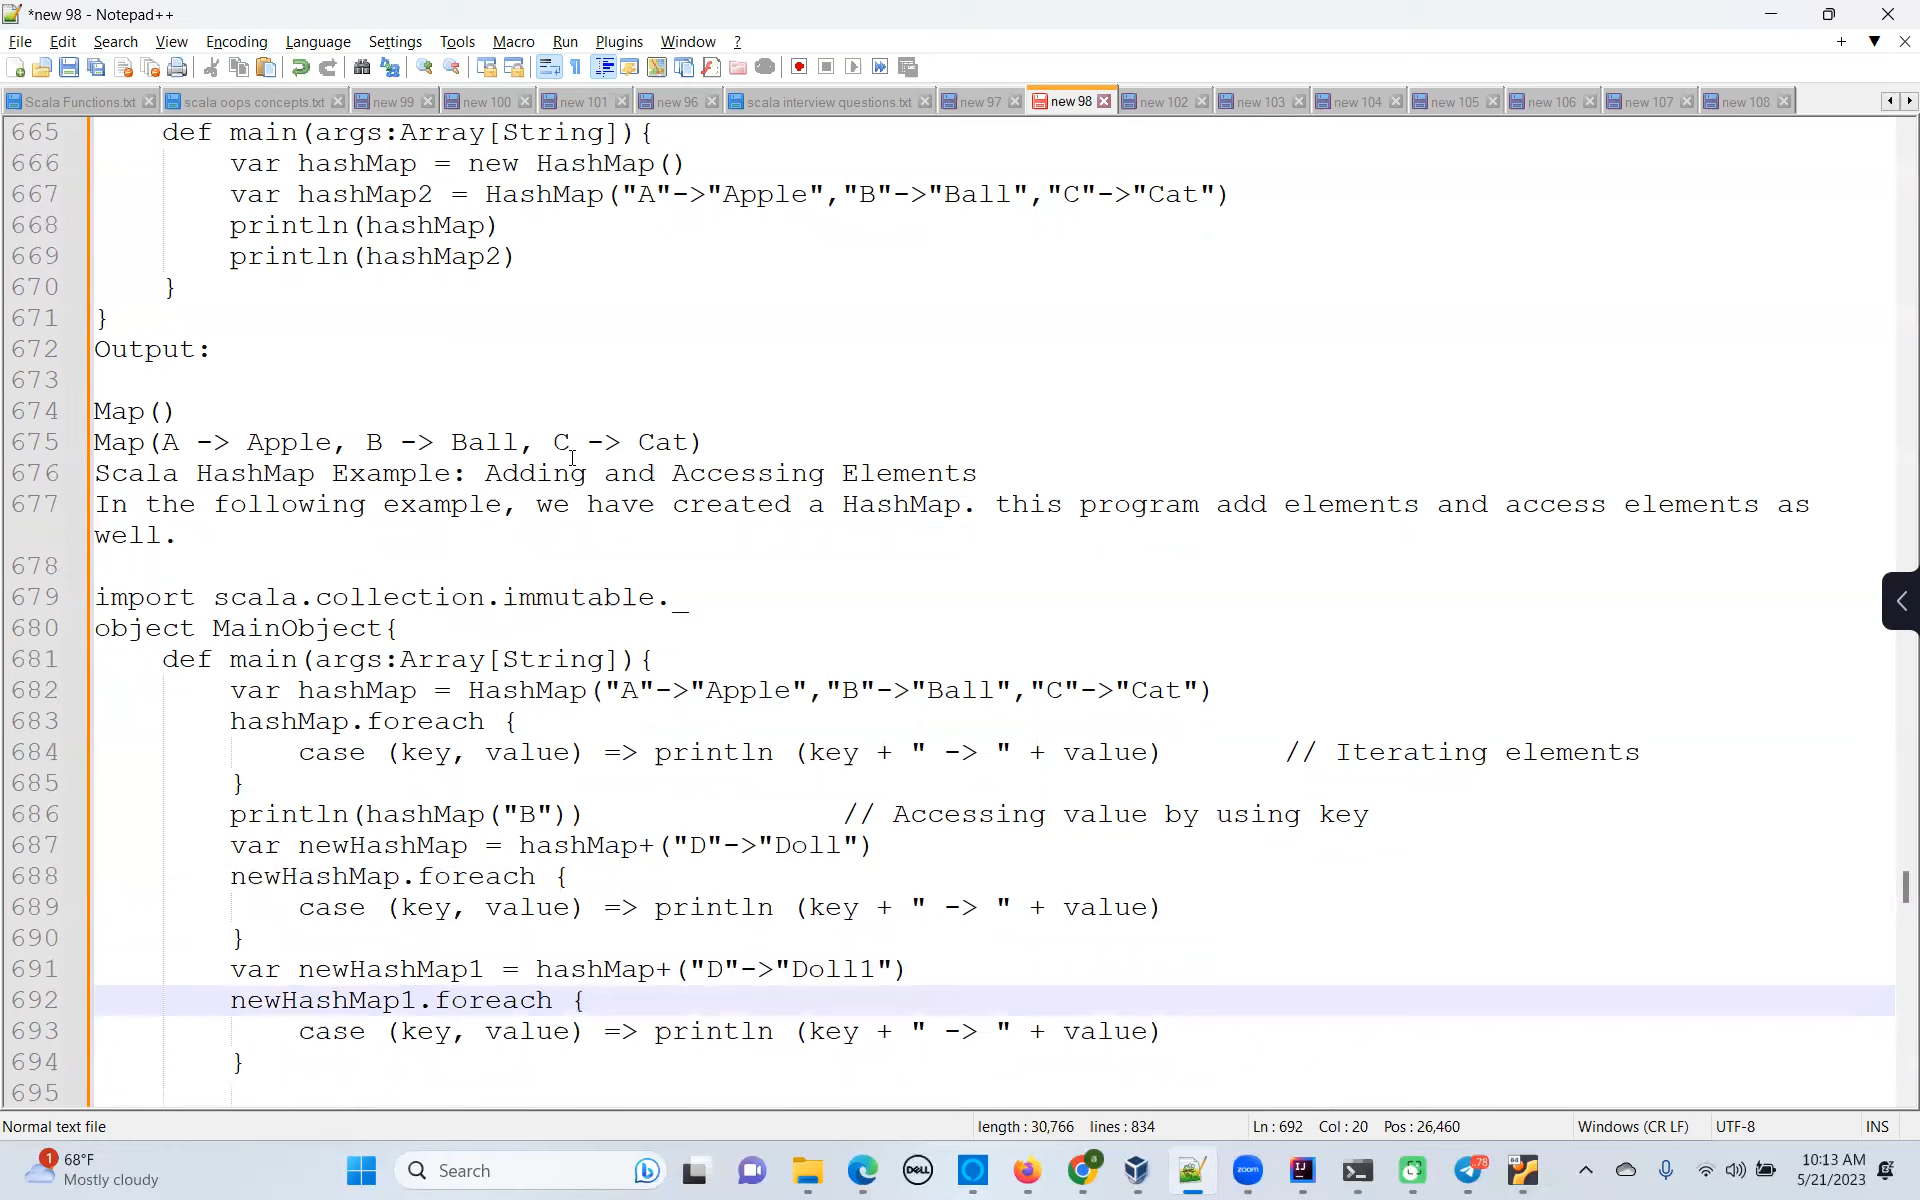 *new 98 - Notepad++
File Edit Search View Encoding Language Settings Tools Macro Run Plugins Window ?
Scala Functions.txt scala oops concepts.txt new 99 new 100 new 101 new 96 scala interview questions.txt new 97 new 98 new 102 new 103 new 104 new 105 new 106 new 107 new 108
665 def main(args:Array[String]){
666 var hashMap = new HashMap()
667 var hashMap2 = HashMap("A"->"Apple","B"->"Ball","C"->"Cat")
668 println(hashMap)
669 println(hashMap2)
670 }
671 }
672 Output:
673
674 Map()
675 Map(A -> Apple, B -> Ball, C -> Cat)
676 Scala HashMap Example: Adding and Accessing Elements
677 In the following example, we have created a HashMap. this program add elements and access elements as
well.
678
679 import scala.collection.immutable._
680 object MainObject{
681 def main(args:Array[String]){
682 var hashMap = HashMap("A"->"Apple","B"->"Ball","C"->"Cat")
683 hashMap.foreach {
684 case (key, value) => println (key + " -> " + value) // Iterating elements
685 }
686 println(hashMap("B")) // Accessing value by using key
687 var newHashMap = hashMap+("D"->"Doll")
688 newHashMap.foreach {
689 case (key, value) => println (key + " -> " + value)
690 }
691 var newHashMap1 = hashMap+("D"->"Doll1")
692 newHashMap1.foreach {
693 case (key, value) => println (key + " -> " + value)
694 }
695
Normal text file length : 30,766 lines : 834 Ln : 692 Col : 20 Pos : 26,460 Windows (CR LF) UTF-8 INS
1 68°F
Mostly cloudy
Search
DELL
a
zoom
IJ
78
64
10:13 AM
5/21/2023